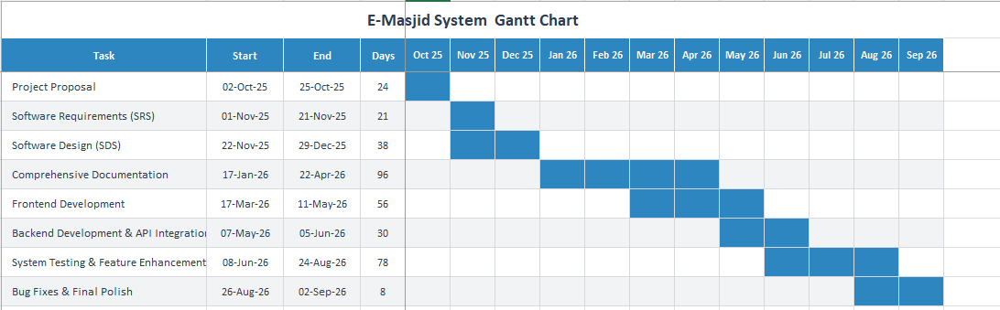 E-Masjid System Gantt Chart
Task Start End Days Oct 25 Nov 25 Dec 25 Jan 26 Feb 26 Mar 26 Apr 26 May 26 Jun 26 Jul 26 Aug 26 Sep 26
Project Proposal 02-Oct-25 25-Oct-25 24
Software Requirements (SRS) 01-Nov-25 21-Nov-25 21
Software Design (SDS) 22-Nov-25 29-Dec-25 38
Comprehensive Documentation 17-Jan-26 22-Apr-26 96
Frontend Development 17-Mar-26 11-May-26 56
Backend Development & API Integration 07-May-26 05-Jun-26 30
System Testing & Feature Enhancement 08-Jun-26 24-Aug-26 78
Bug Fixes & Final Polish 26-Aug-26 02-Sep-26 8